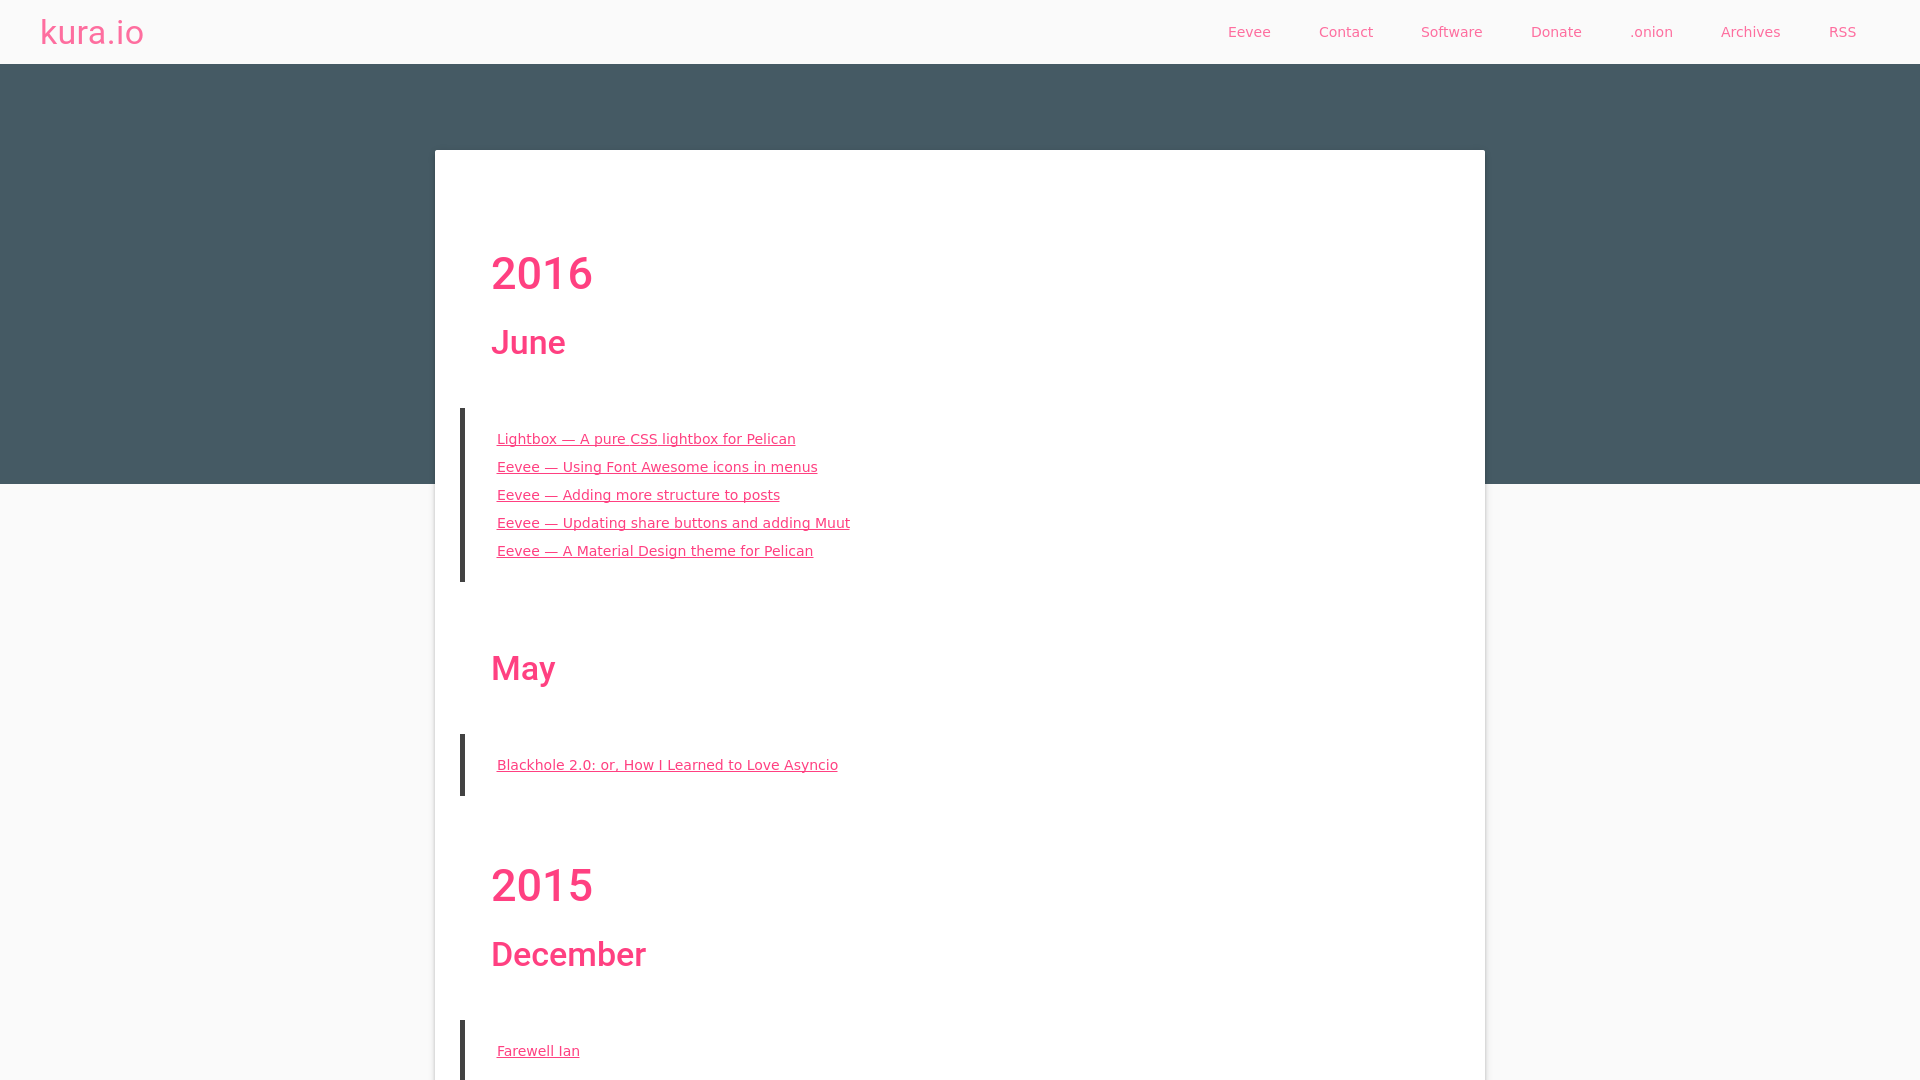 kura.io
Eevee
Contact
Software
Donate
.onion
Archives
RSS
2016
June
Lightbox — A pure CSS lightbox for Pelican
Eevee — Using Font Awesome icons in menus
Eevee — Adding more structure to posts
Eevee — Updating share buttons and adding Muut
Eevee — A Material Design theme for Pelican
May
Blackhole 2.0: or, How I Learned to Love Asyncio
2015
December
Farewell Ian